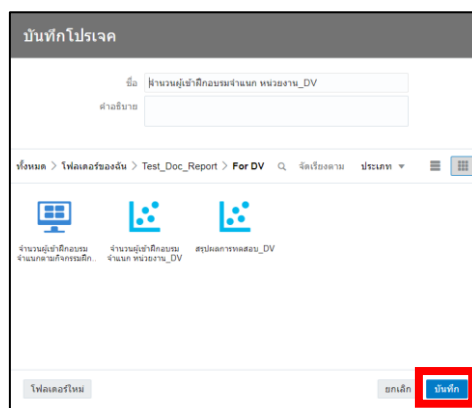 บันทึกโปรเจค
ชื่อ จำนวนผู้เข้าฝึกอบรมจำแนก หน่วยงาน_DV
คำอธิบาย
ทั้งหมด > โฟลเดอร์ของฉัน > Test_Doc_Report > For DV จัดเรียงตาม ประเภท
จำนวนผู้เข้าฝึกอบรม จำนวนผู้เข้าฝึกอบรม สรุปผลการทดสอบ_DV
จำแนกตามกิจกรรมฝึก... จำแนก หน่วยงาน_DV
โฟลเดอร์ใหม่ ยกเลิก บันทึก